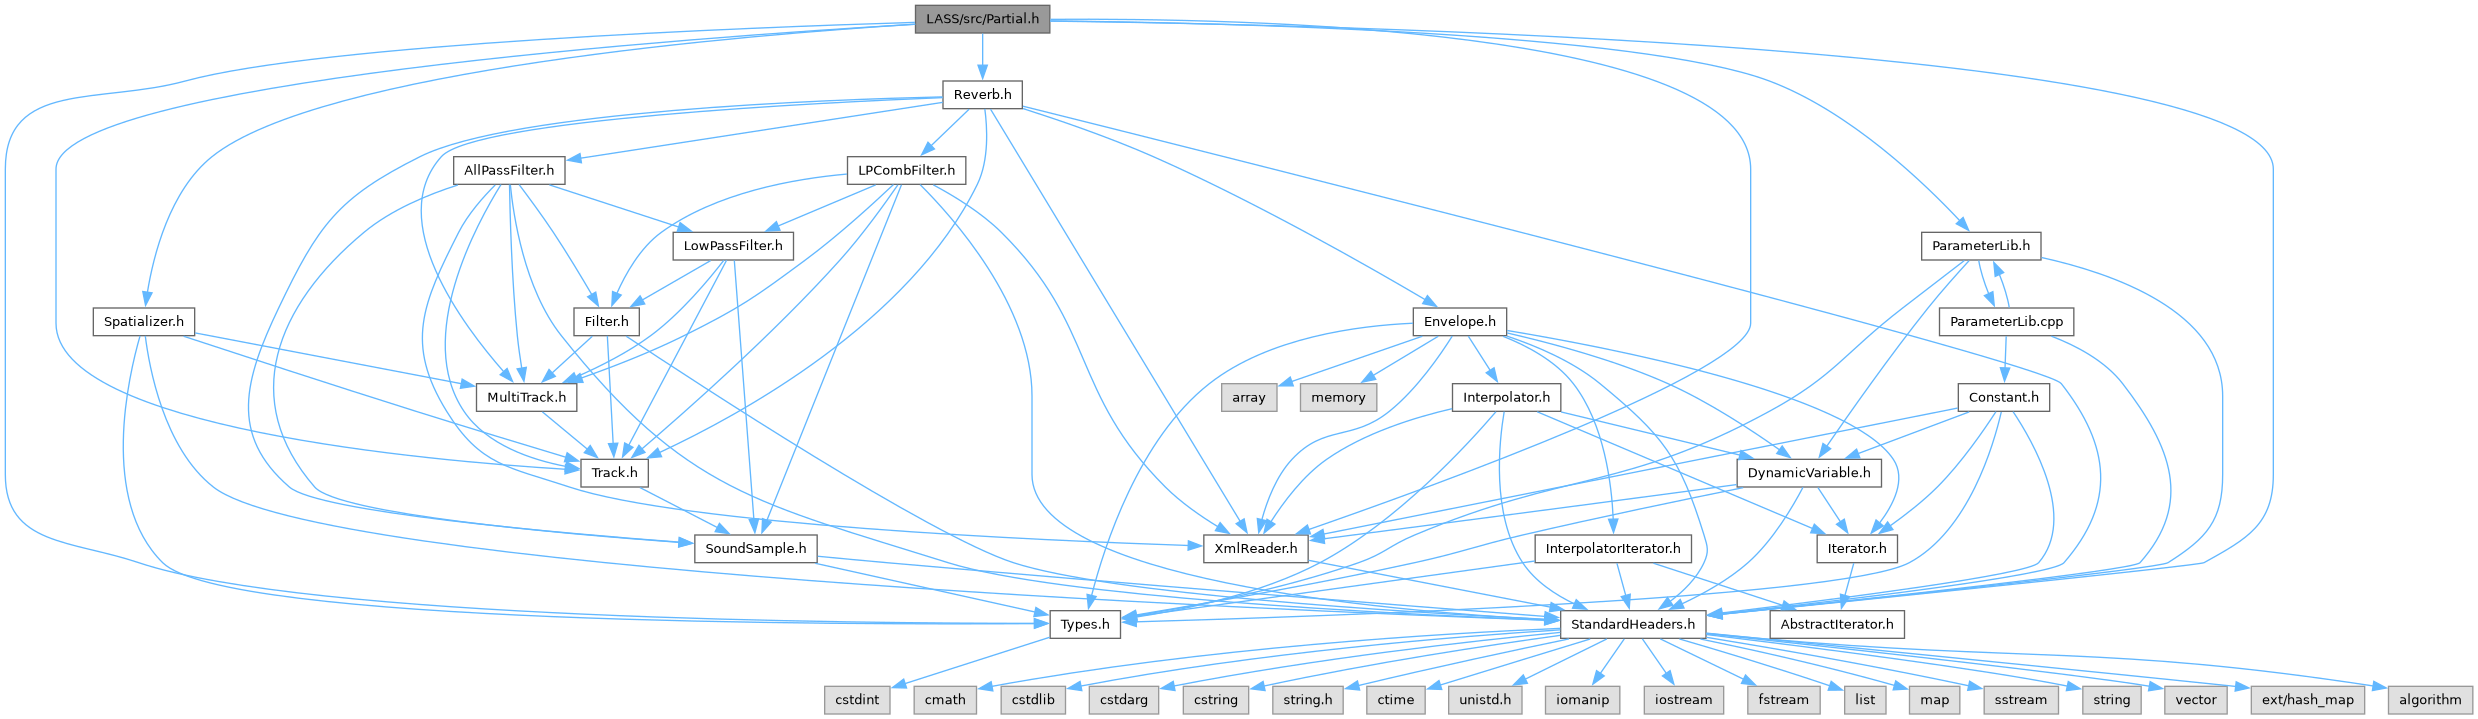 LASS/src/Partial.h
Reverb.h
AllPassFilter.h
LPCombFilter.h
LowPassFilter.h
ParameterLib.h
Spatializer.h
Filter.h
Envelope.h
ParameterLib.cpp
MultiTrack.h
array
memory
Interpolator.h
Constant.h
Track.h
DynamicVariable.h
SoundSample.h
XmlReader.h
InterpolatorIterator.h
Iterator.h
Types.h
StandardHeaders.h
AbstractIterator.h
cstdint
cmath
cstdlib
cstdarg
cstring
string.h
ctime
unistd.h
iomanip
iostream
fstream
list
map
sstream
string
vector
ext/hash_map
algorithm